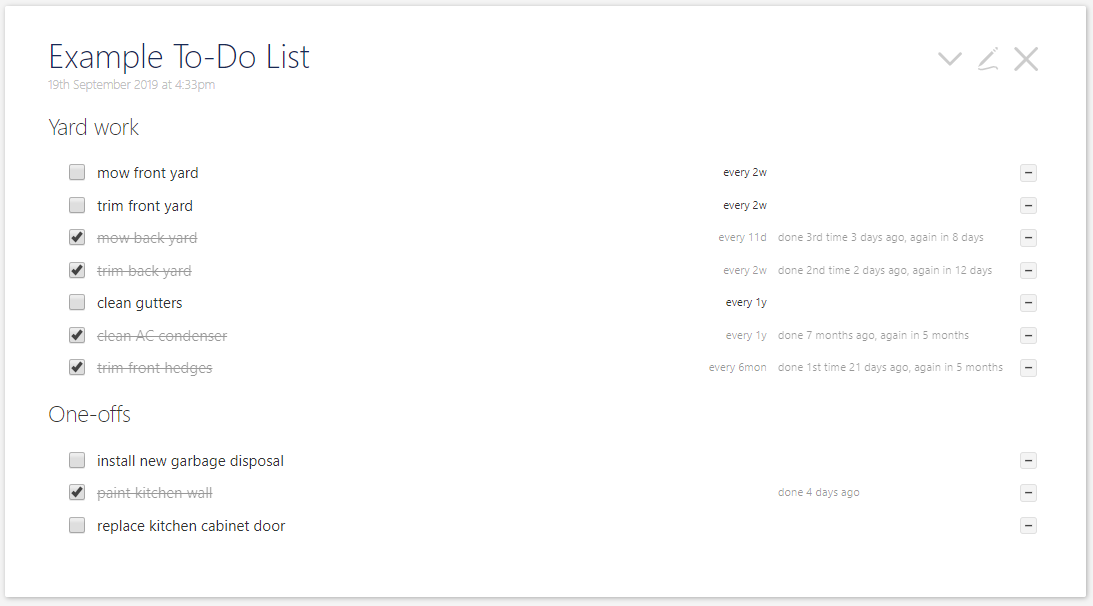 Example To-Do List
19th September 2019 at 4:33pm
Yard work
mow front yard every 2w
trim front yard every 2w
mow back yard every 11d done 3rd time 3 days ago, again in 8 days
trim back yard every 2w done 2nd time 2 days ago, again in 12 days
clean gutters every 1y
clean AC condenser every 1y done 7 months ago, again in 5 months
trim front hedges every 6mon done 1st time 21 days ago, again in 5 months
One-offs
install new garbage disposal
paint kitchen wall done 4 days ago
replace kitchen cabinet door